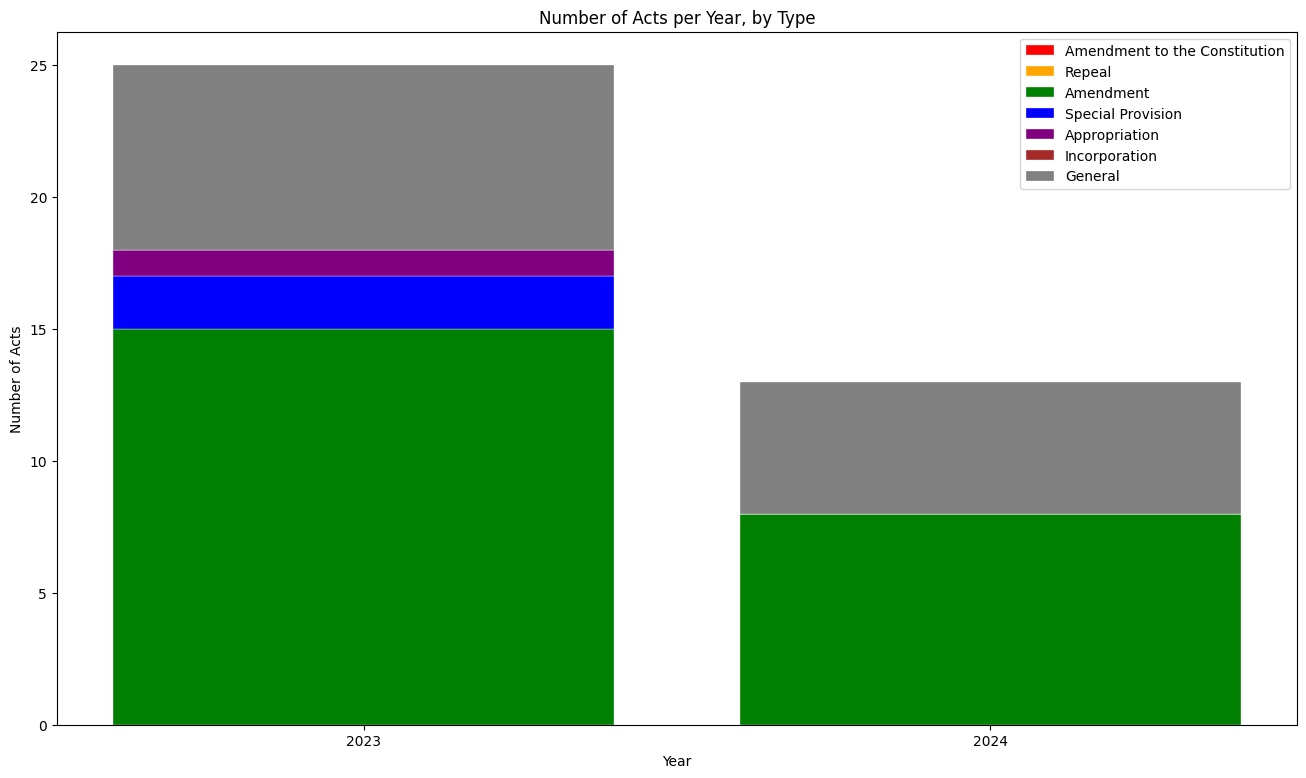 Number of Acts per Year, by Type
Amendment to the Constitution
Repeal
Amendment
Special Provision
Appropriation
Incorporation
General
Number of Acts
25
20
15
10
5
0
2023
2024
Year